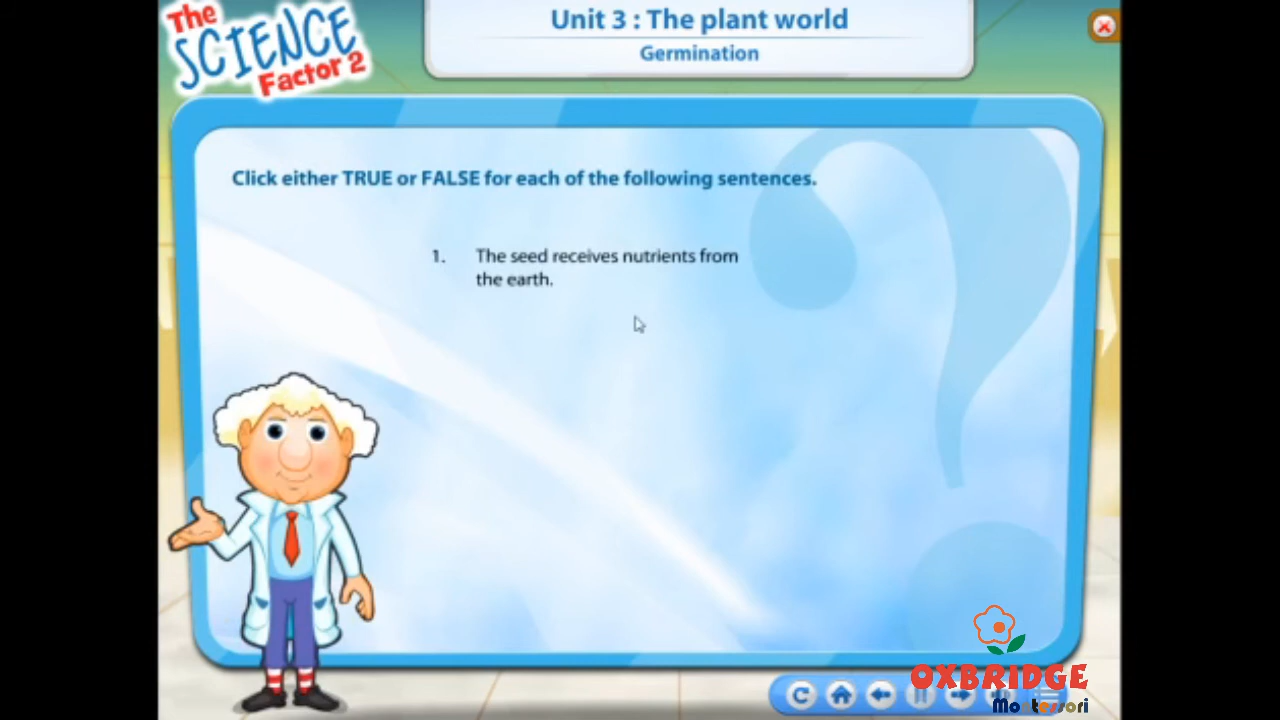 The
SCIENCE
Factor 2
Unit 3 : The plant world
Germination
Click either TRUE or FALSE for each of the following sentences.
1. The seed receives nutrients from
the earth.
OXBRIDGE
Montessori